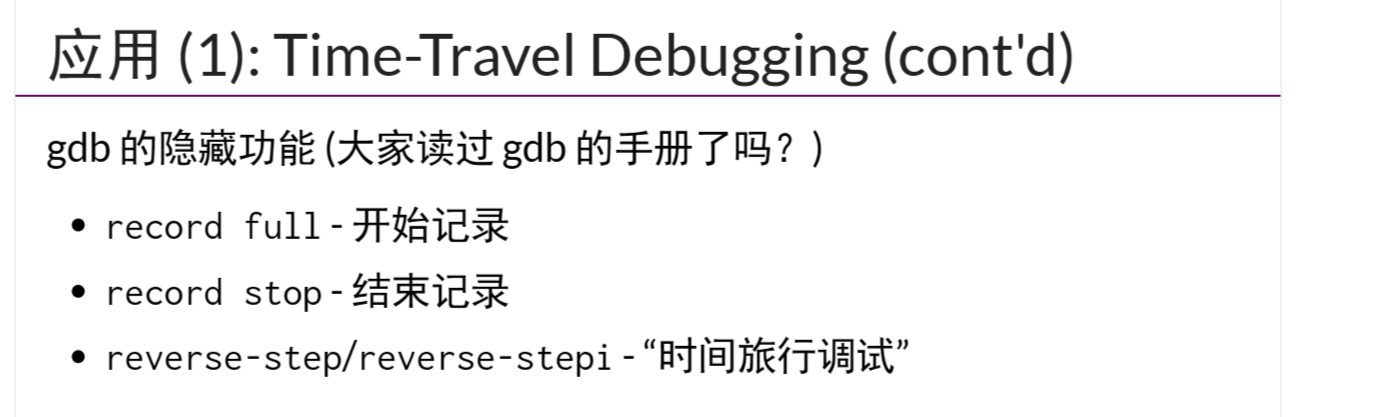 应用 (1): Time-Travel Debugging (cont'd)
gdb 的隐藏功能 (大家读过 gdb 的手册了吗？)
• record full - 开始记录
• record stop - 结束记录
• reverse-step/reverse-stepi - “时间旅行调试”